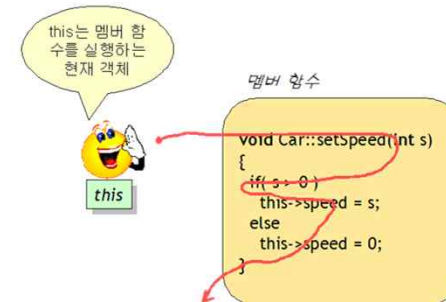 this는 멤버 함
수를 실행하는
현재 객체
this
멤버 함수
void Car::setSpeed(int s)
{
if( s > 0 )
this->speed = s;
else
this->speed = 0;
}